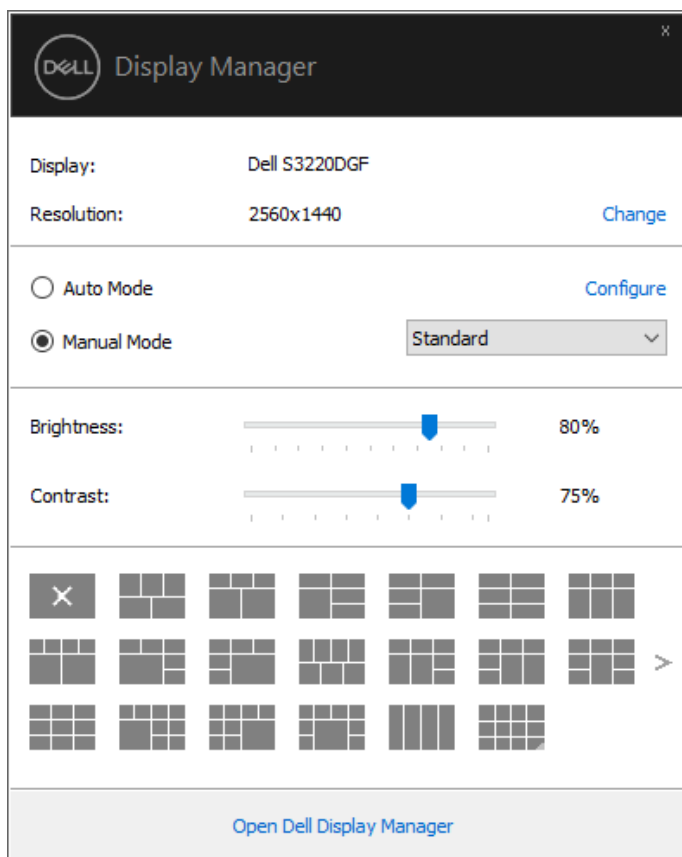 x
DELL Display Manager
Display: Dell S3220DGF
Resolution: 2560x1440 Change
Auto Mode Configure
Manual Mode Standard
Brightness: 80%
Contrast: 75%
Open Dell Display Manager